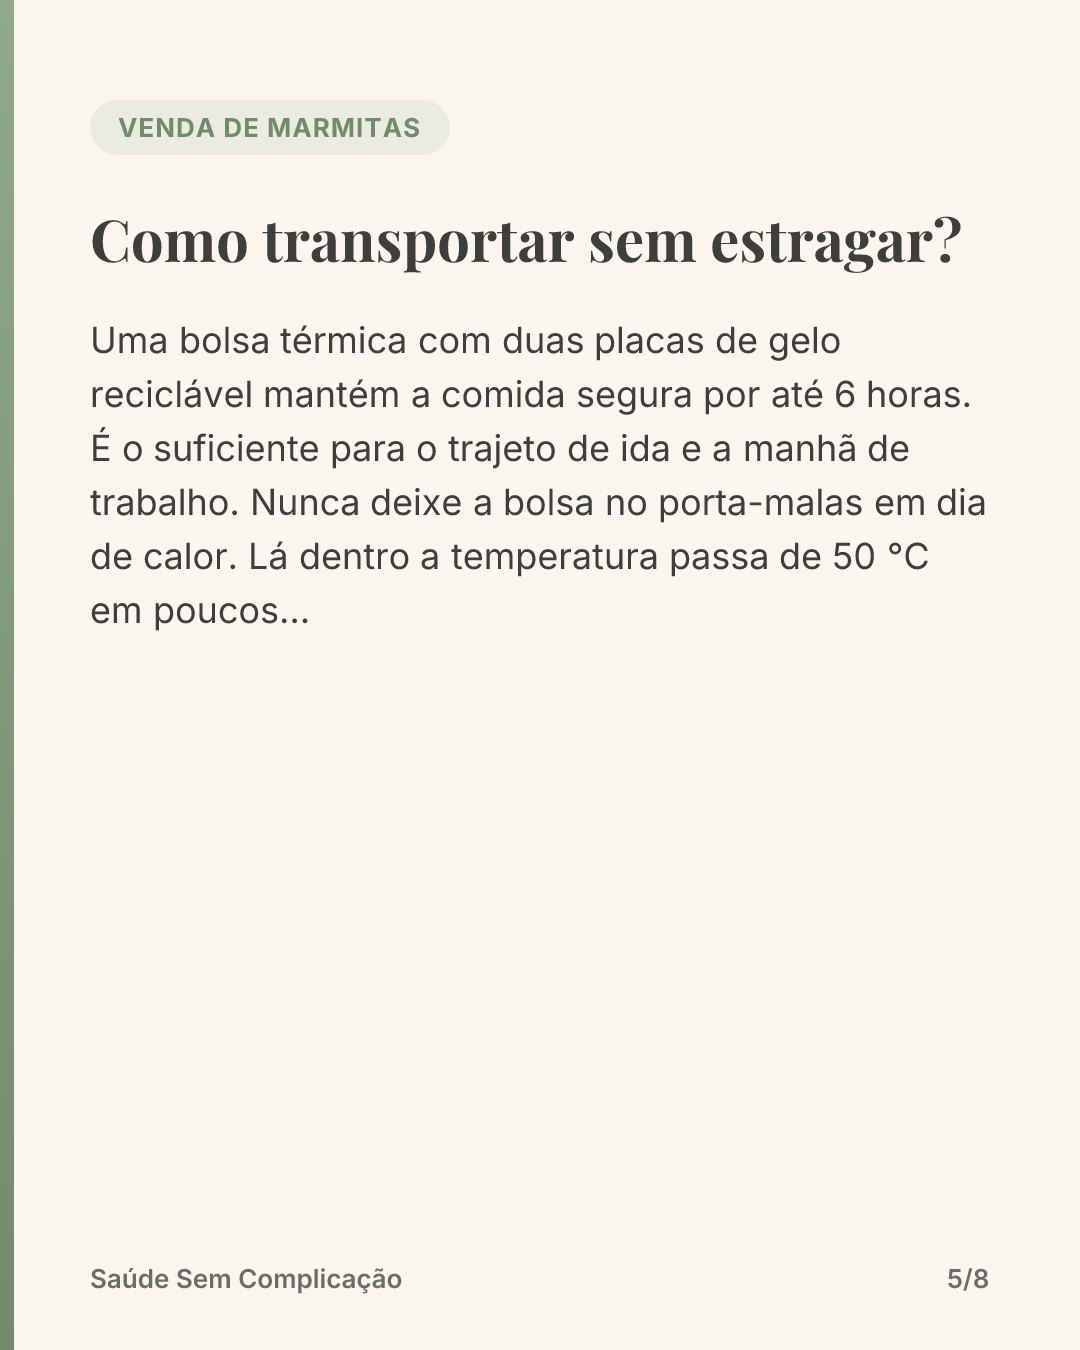 VENDA DE MARMITAS
Como transportar sem estragar?
Uma bolsa térmica com duas placas de gelo
reciclável mantém a comida segura por até 6 horas.
É o suficiente para o trajeto de ida e a manhã de
trabalho. Nunca deixe a bolsa no porta-malas em dia
de calor. Lá dentro a temperatura passa de 50 °C
em poucos...
Saúde Sem Complicação
5/8